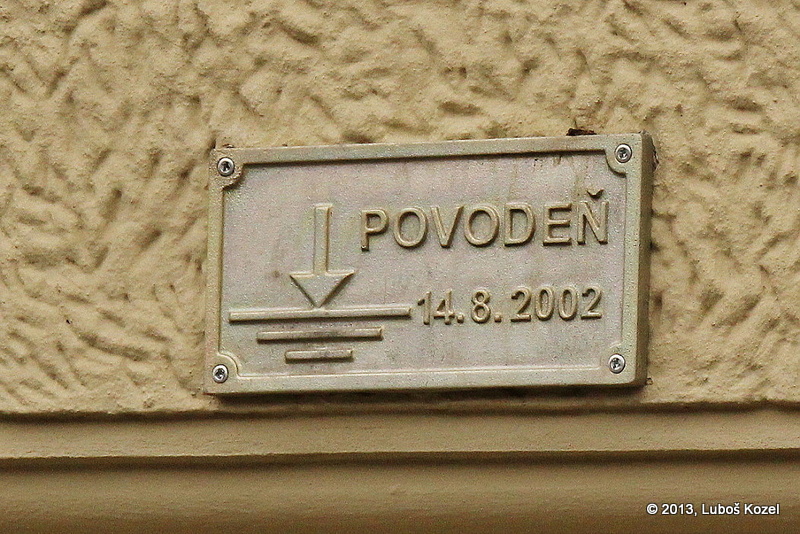 POVODEŇ
14.8.2002
© 2013, Luboš Kozel